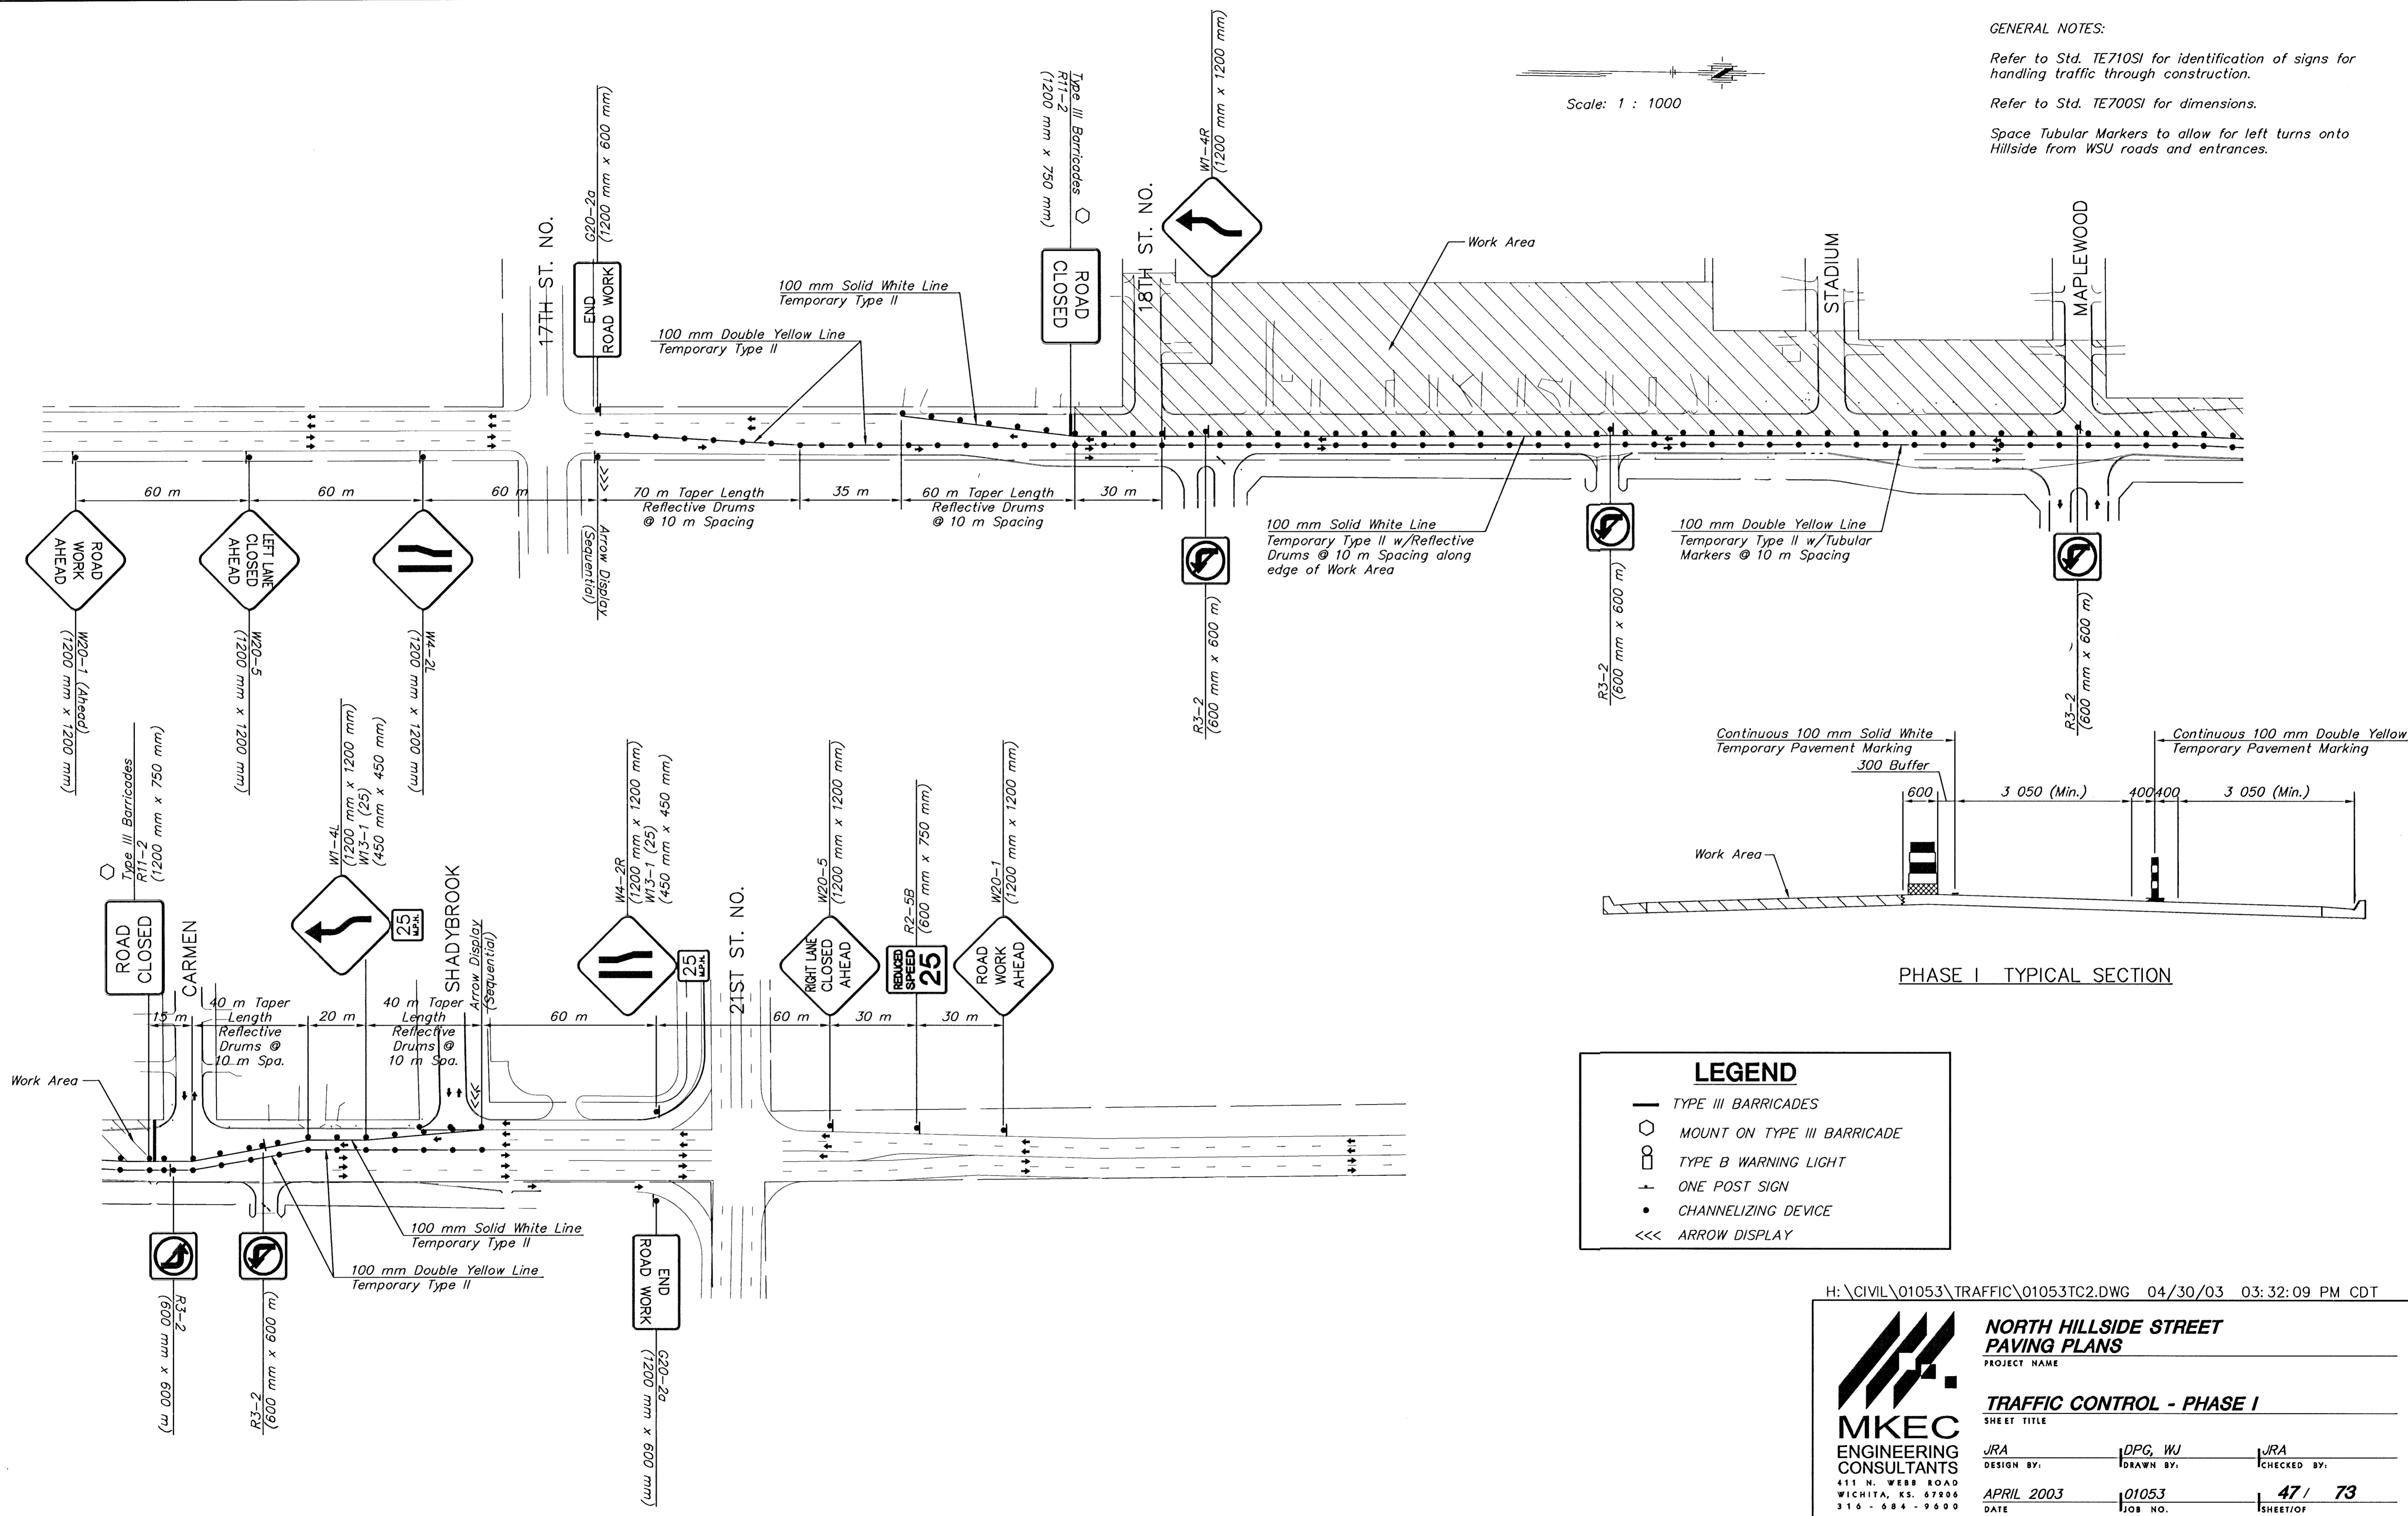 GENERAL NOTES:
Refer to Std. TE710SI for identification of signs for
handling traffic through construction.
Refer to Std. TE700SI for dimensions.
Space Tubular Markers to allow for left turns onto
Hillside from WSU roads and entrances.
Scale: 1 : 1000
17TH ST. NO.
G20-2a
(1200 mm x 600 mm)
END
ROAD WORK
100 mm Double Yellow Line
Temporary Type II
100 mm Solid White Line
Temporary Type II
Type III Barricades
R11-2
(1200 mm x 750 mm)
ROAD
CLOSED
18TH ST. NO.
W1-4R
(1200 mm x 1200 mm)
Work Area
STADIUM
MAPLEWOOD
60 m
60 m
60 m
70 m Taper Length
Reflective Drums
@ 10 m Spacing
35 m
60 m Taper Length
Reflective Drums
@ 10 m Spacing
30 m
Arrow Display
(Sequential)
ROAD
WORK
AHEAD
W20-1 (Ahead)
(1200 mm x 1200 mm)
LEFT LANE
CLOSED
AHEAD
W20-5
(1200 mm x 1200 mm)
W4-2L
(1200 mm x 1200 mm)
R3-2
(600 mm x 600 m)
100 mm Solid White Line
Temporary Type II w/Reflective
Drums @ 10 m Spacing along
edge of Work Area
R3-2
(600 mm x 600 m)
100 mm Double Yellow Line
Temporary Type II w/Tubular
Markers @ 10 m Spacing
R3-2
(600 mm x 600 m)
Type III Barricades
R11-2
(1200 mm x 750 mm)
ROAD
CLOSED
CARMEN
W1-4L
(1200 mm x 1200 mm)
W13-1 (25)
(450 mm x 450 mm)
25
M.P.H.
SHADYBROOK
Arrow Display
(Sequential)
W4-2R
(1200 mm x 1200 mm)
W13-1 (25)
(450 mm x 450 mm)
25
M.P.H.
21ST ST. NO.
W20-5
(1200 mm x 1200 mm)
RIGHT LANE
CLOSED
AHEAD
R2-5B
(600 mm x 750 mm)
REDUCED
SPEED
25
W20-1
(1200 mm x 1200 mm)
ROAD
WORK
AHEAD
15 m
40 m Taper
Length
Reflective
Drums @
10 m Spa.
20 m
40 m Taper
Length
Reflective
Drums @
10 m Spa.
60 m
60 m
30 m
30 m
Work Area
100 mm Solid White Line
Temporary Type II
100 mm Double Yellow Line
Temporary Type II
R3-2
(600 mm x 600 m)
R3-2
(600 mm x 600 m)
END
ROAD WORK
G20-2a
(1200 mm x 600 mm)
Continuous 100 mm Solid White
Temporary Pavement Marking
300 Buffer
Continuous 100 mm Double Yellow
Temporary Pavement Marking
600
3 050 (Min.)
400
400
3 050 (Min.)
Work Area
PHASE I TYPICAL SECTION
LEGEND
TYPE III BARRICADES
MOUNT ON TYPE III BARRICADE
TYPE B WARNING LIGHT
ONE POST SIGN
CHANNELIZING DEVICE
<<< ARROW DISPLAY
H:\CIVIL\01053\TRAFFIC\01053TC2.DWG 04/30/03 03:32:09 PM CDT
MKEC
ENGINEERING
CONSULTANTS
411 N. WEBB ROAD
WICHITA, KS. 67206
316 - 684 - 9600
NORTH HILLSIDE STREET
PAVING PLANS
PROJECT NAME
TRAFFIC CONTROL - PHASE I
SHEET TITLE
JRA
DESIGN BY:
DPG, WJ
DRAWN BY:
JRA
CHECKED BY:
APRIL 2003
DATE
01053
JOB NO.
47 / 73
SHEET/OF